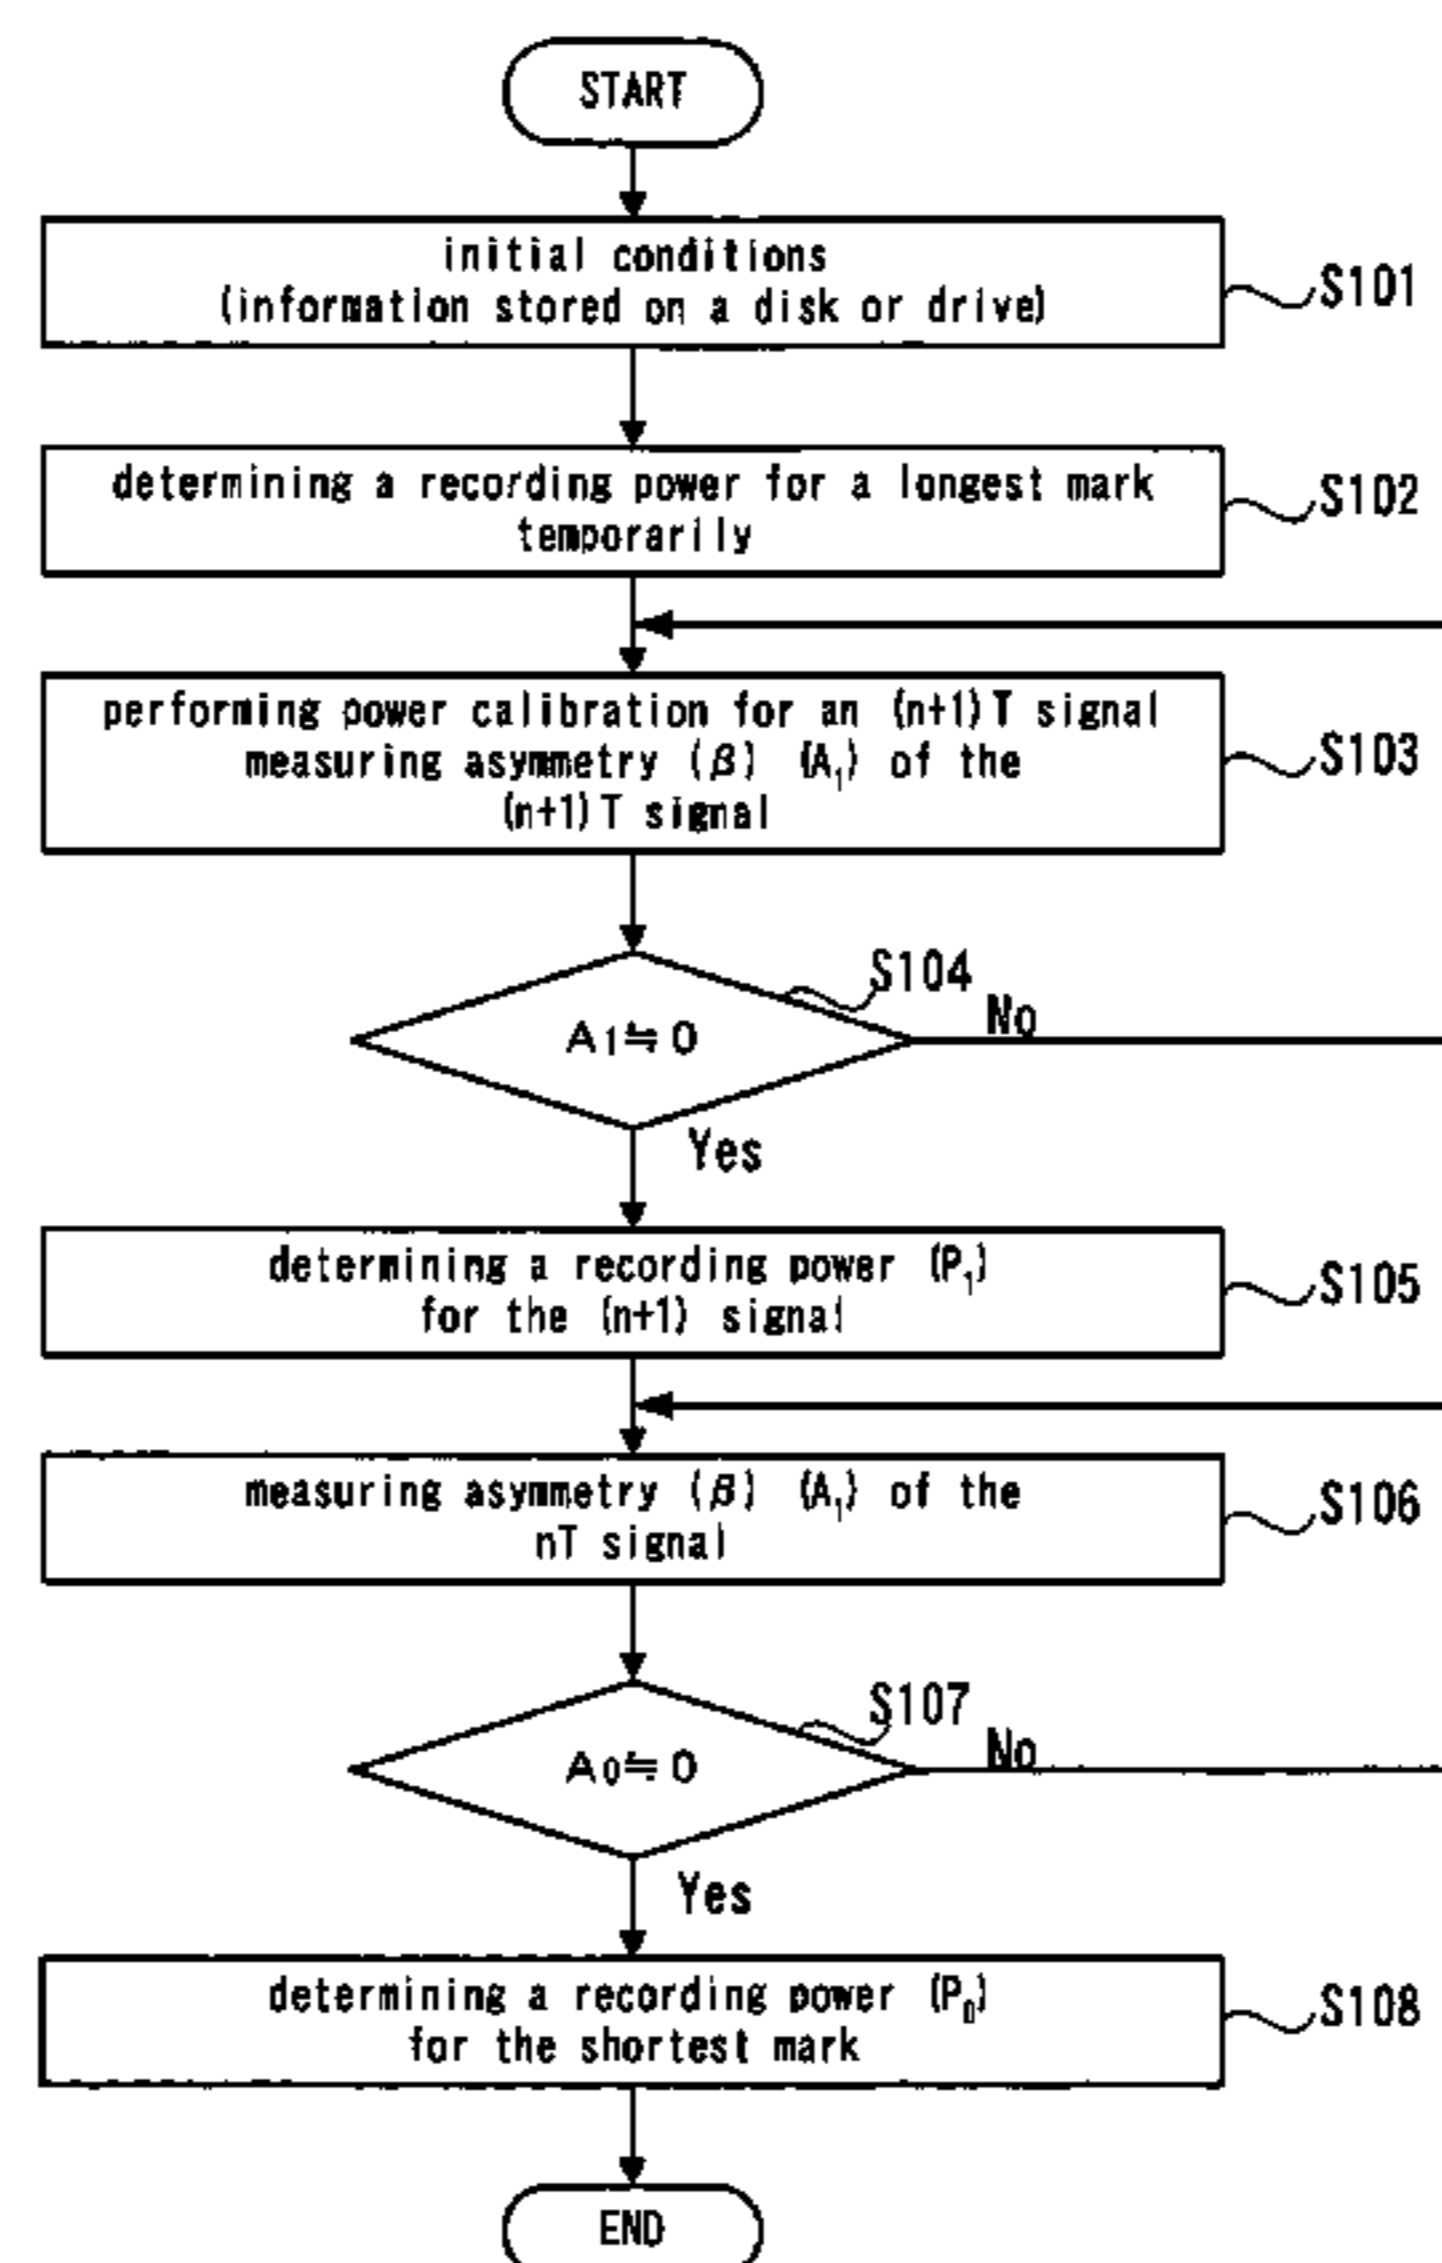 START
initial conditions
(information stored on a disk or drive)
S101
determining a recording power for a longest mark
temporarily
S102
performing power calibration for an (n+1)T signal
measuring asymmetry (β) (A₁) of the
(n+1)T signal
S103
S104
A₁≒0
No
Yes
determining a recording power (P₁)
for the (n+1) signal
S105
measuring asymmetry (β) (A₁) of the
nT signal
S106
S107
A₀≒0
No
Yes
determining a recording power (P₀)
for the shortest mark
S108
END